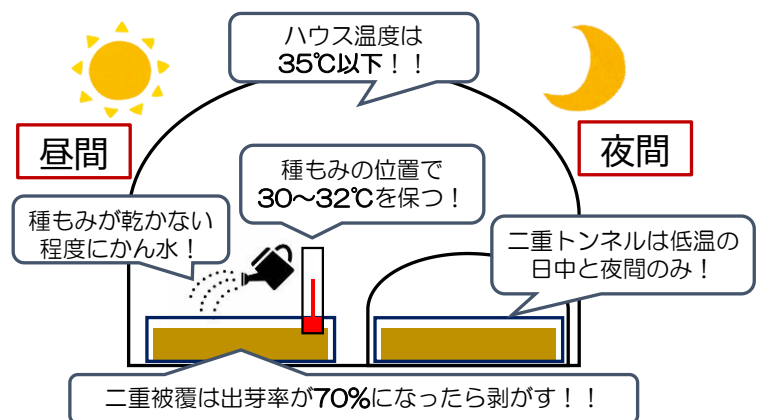 ハウス温度は
35℃以下！！
昼間
夜間
種もみの位置で
30～32℃を保つ！
種もみが乾かない
程度にかん水！
二重トンネルは低温の
日中と夜間のみ！
二重被覆は出芽率が70%になったら剥がす！！